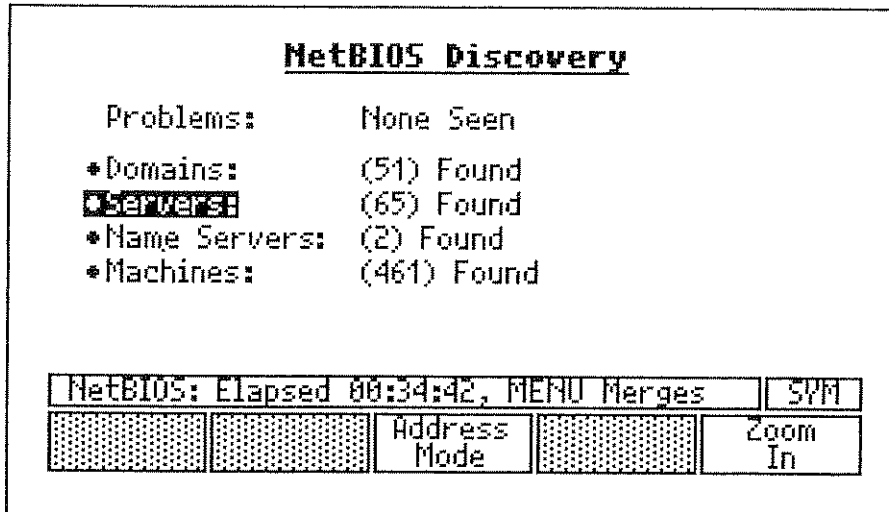 NetBIOS Discovery
Problems: None Seen
•Domains: (51) Found
•Servers: (65) Found
•Name Servers: (2) Found
•Machines: (461) Found
NetBIOS: Elapsed 00:34:42, MENU Merges SYM
Address Mode Zoom In